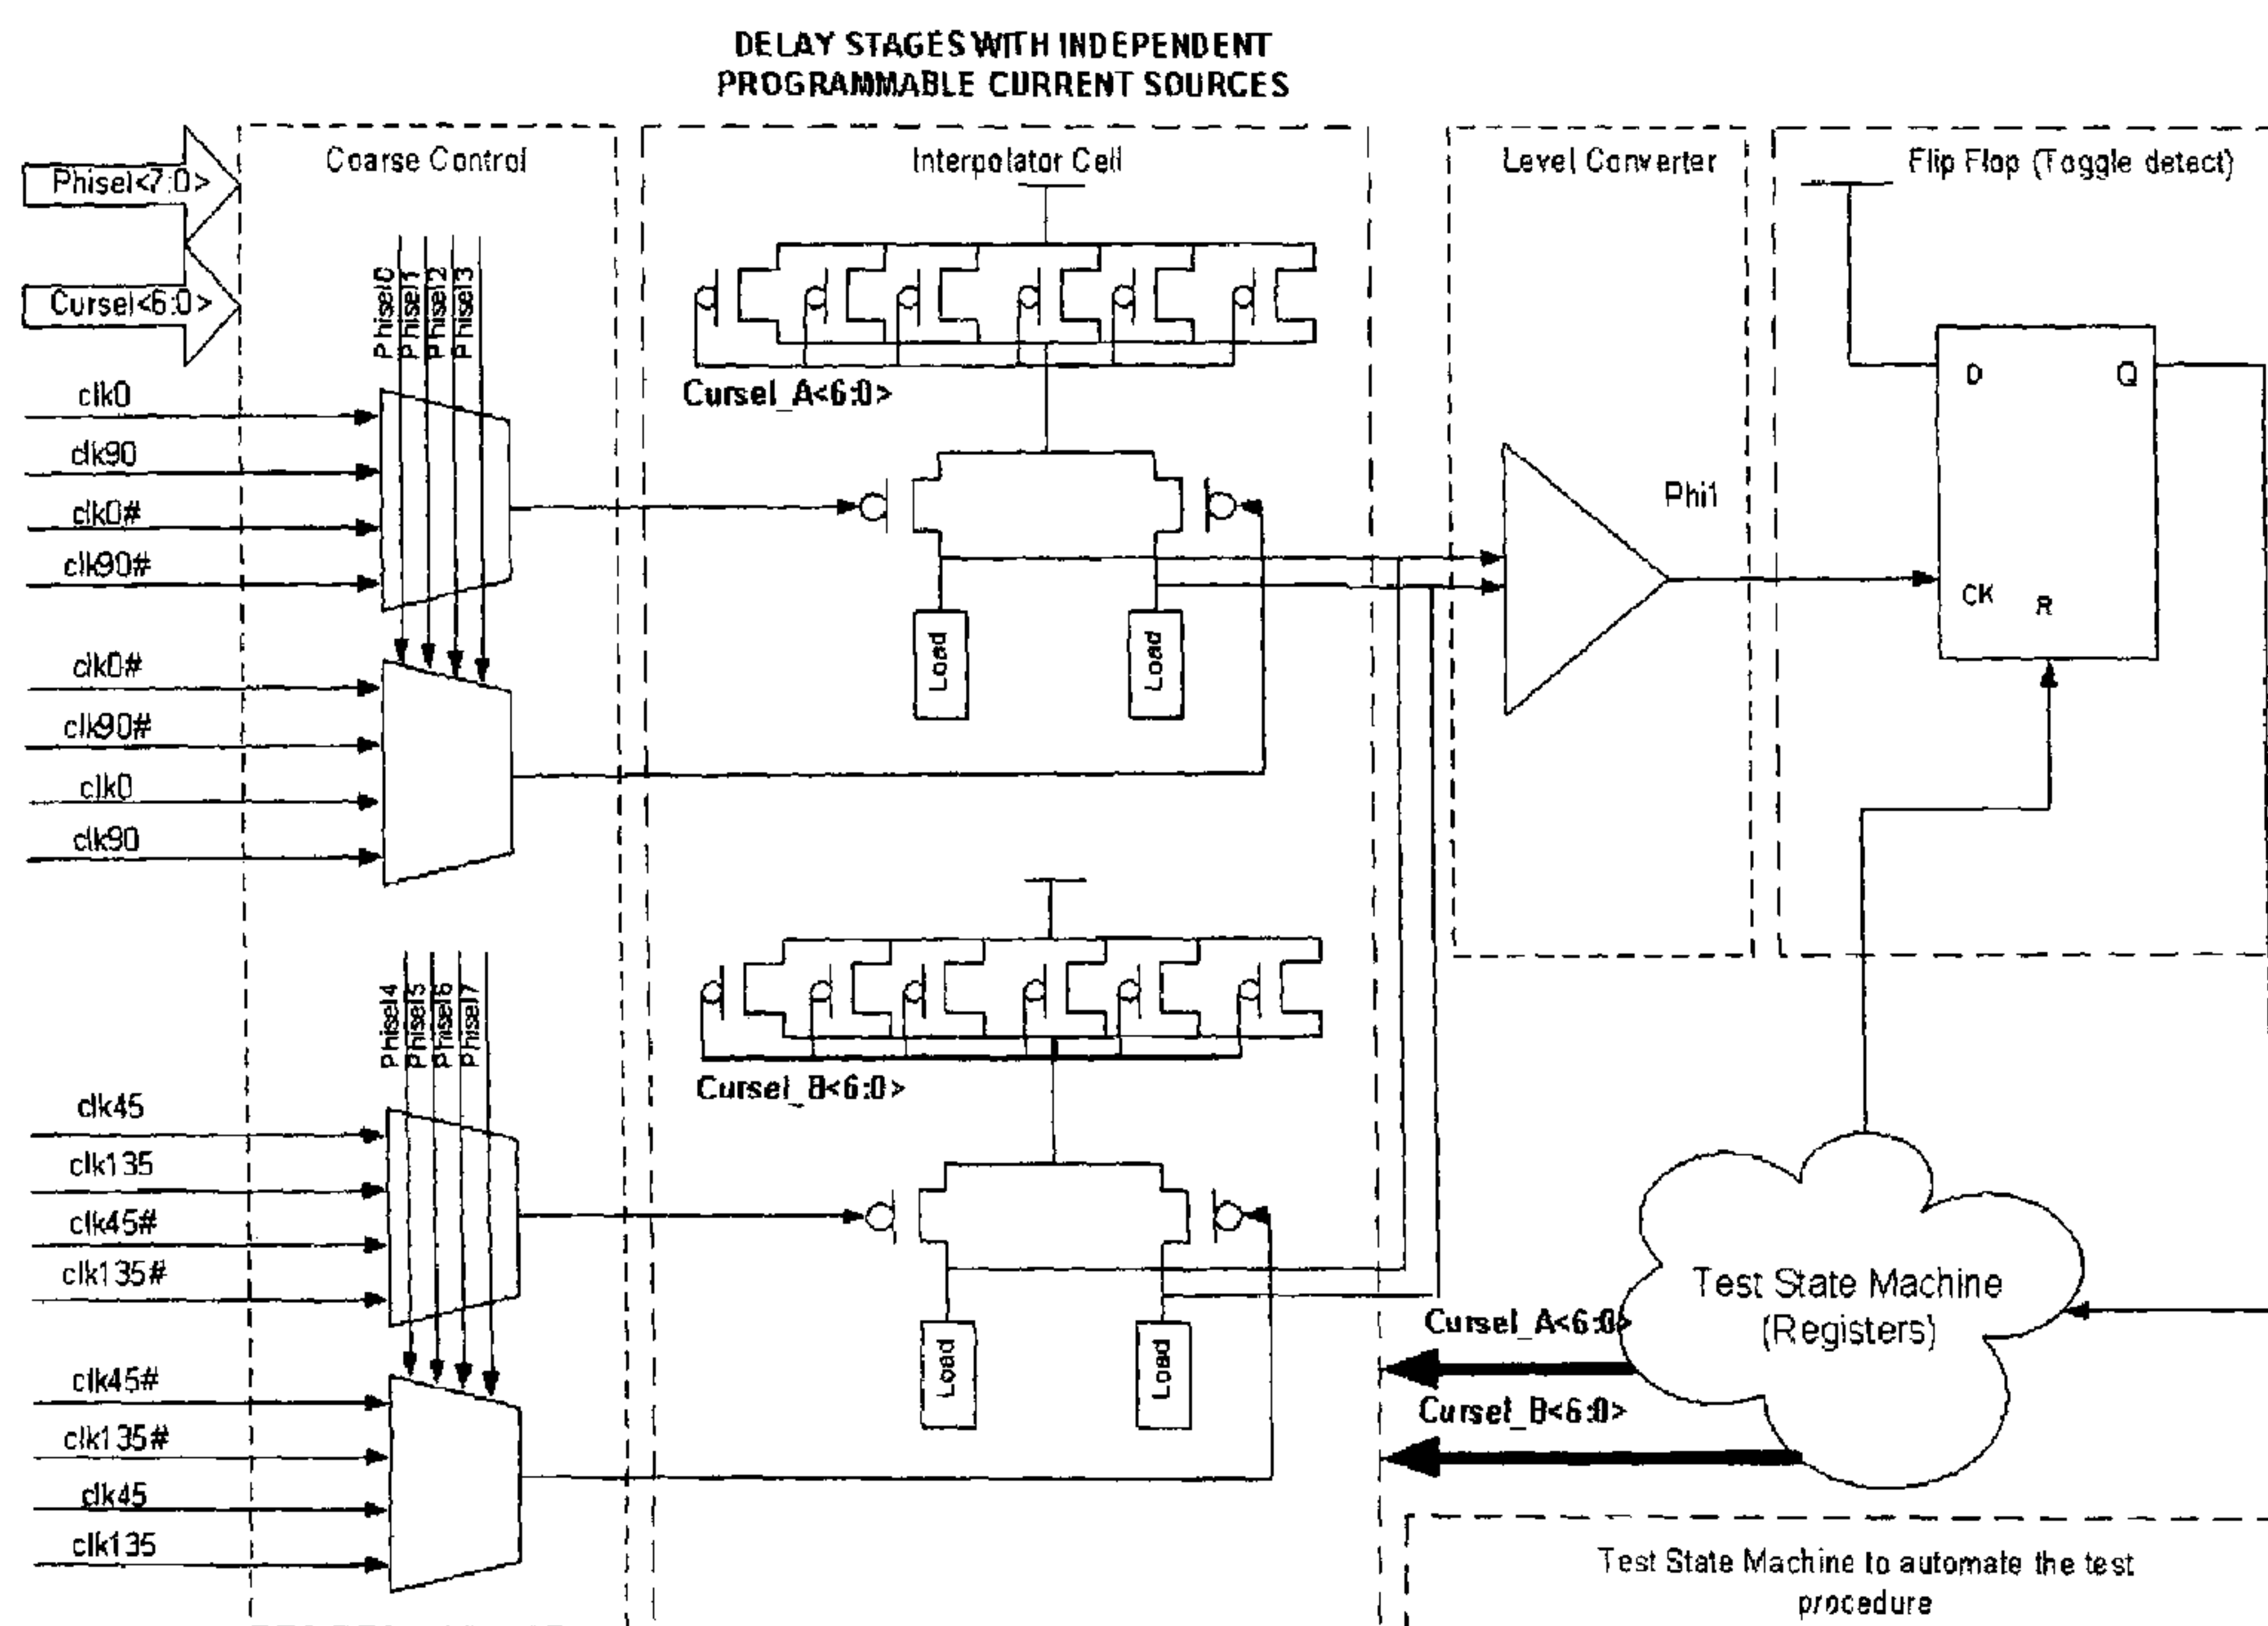 DELAY STAGES WITH INDEPENDENT
PROGRAMMABLE CURRENT SOURCES
Coarse Control
Interpolator Cell
Level Converter
Flip Flop (Toggle detect)
Phisel<7:0>
Cursel<6:0>
Phisel0
Phisel1
Phisel2
Phisel3
clk0
clk90
clk0#
clk90#
clk0#
clk90#
clk0
clk90
Cursel_A<6:0>
Load
Load
Phi1
D
Q
CK
R
Phisel4
Phisel5
Phisel6
Phisel7
clk45
clk135
clk45#
clk135#
clk45#
clk135#
clk45
clk135
Cursel_B<6:0>
Load
Load
Cursel_A<6:0>
Cursel_B<6:0>
Test State Machine
(Registers)
Test State Machine to automate the test
procedure